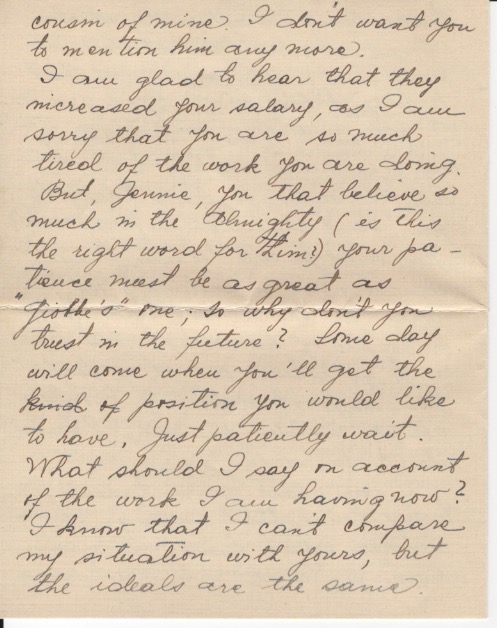 cousin of mine. I don't want you
to mention him any more.
I am glad to hear that they
increased your salary, as I am
sorry that you are so much
tired of the work you are doing.
But, Jennie, you that believe so
much in the Almighty (is this
the right word for Him?) your pa-
tience must be as great as
"Giobbe's" one; so why don't you
trust in the future? Some day
will come when you'll get the
kind of position you would like
to have. Just patiently wait.
What should I say on account
of the work I am having now?
I know that I can't compare
my situation with yours, but
the ideals are the same.